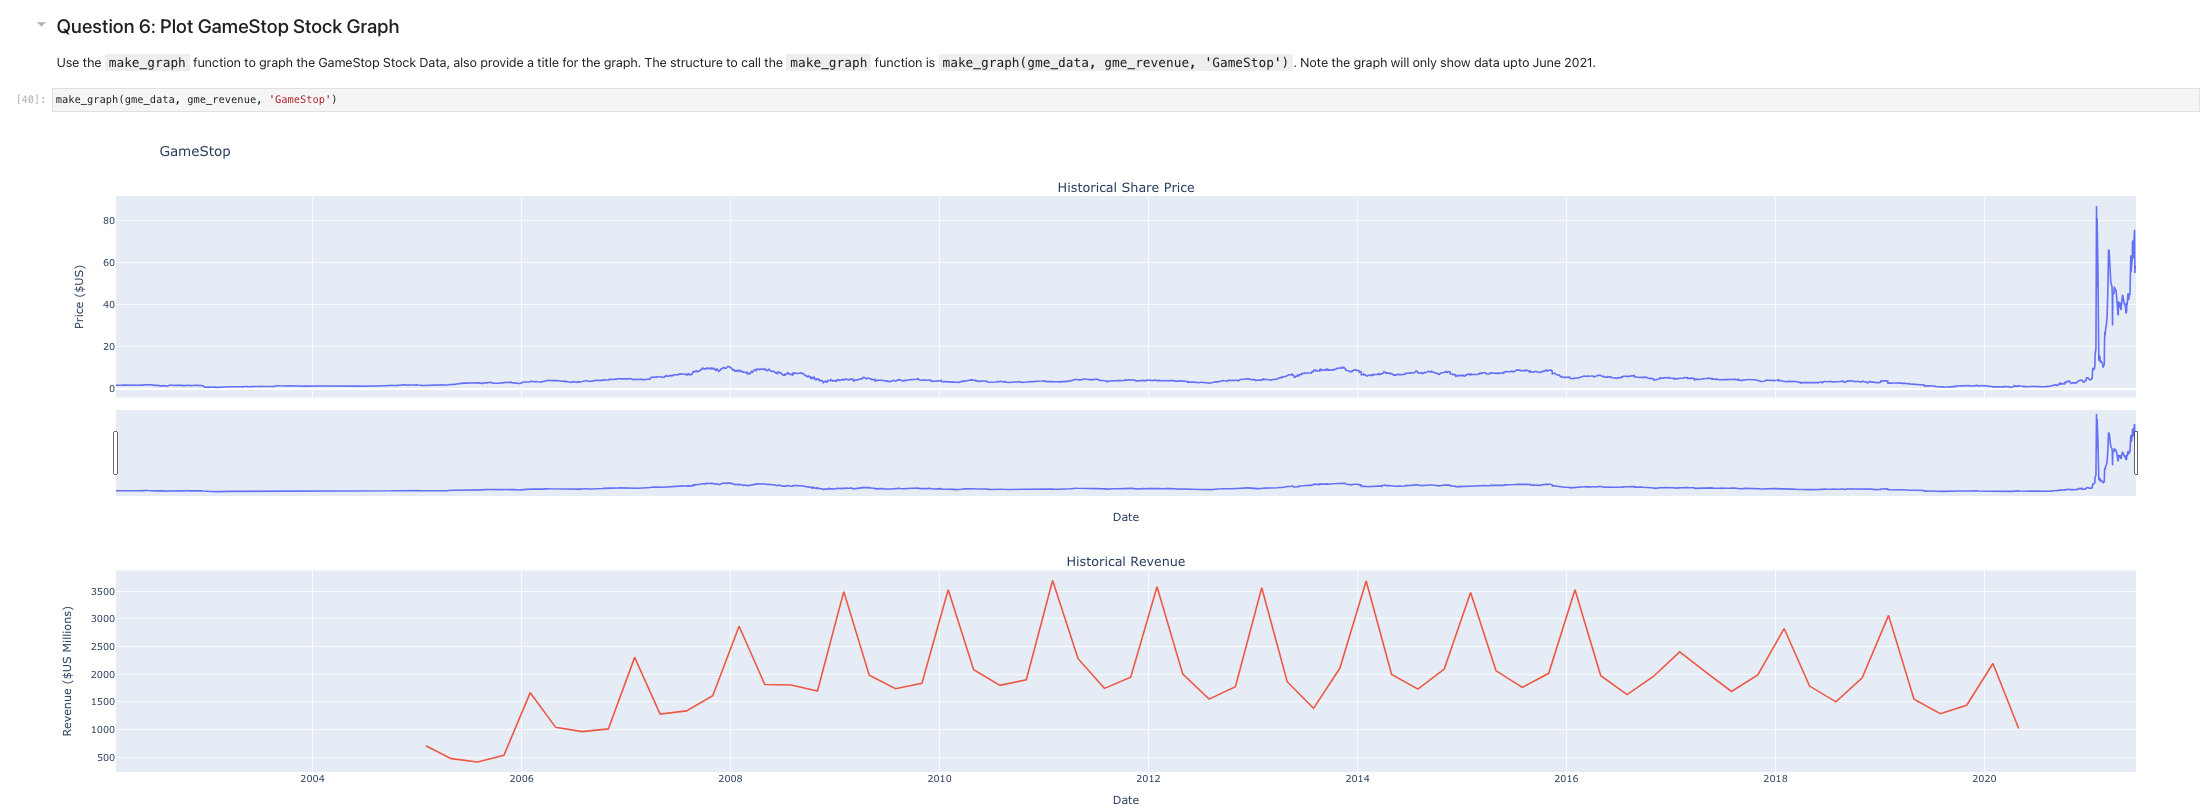 Question 6: Plot GameStop Stock Graph
Use the make_graph function to graph the GameStop Stock Data, also provide a title for the graph. The structure to call the make_graph function is make_graph(gme_data, gme_revenue, 'GameStop'). Note the graph will only show data upto June 2021.
[40]: make_graph(gme_data, gme_revenue, 'GameStop')
GameStop
Historical Share Price
80
60
40
20
0
Price ($US)
Date
Historical Revenue
3500
3000
2500
2000
1500
1000
500
Revenue ($US Millions)
2004 2006 2008 2010 2012 2014 2016 2018 2020
Date